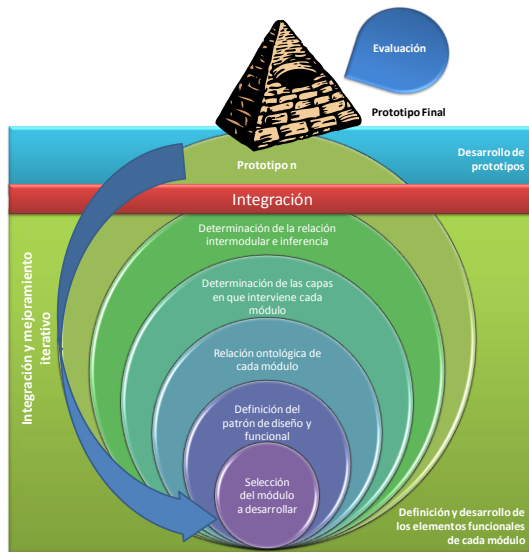 Evaluación
Prototipo Final
Prototipo n
Desarrollo de
prototipos
Integración
Determinación de la relación
intermodular e inferencia
Determinación de las capas
en que interviene cada
módulo
Relación ontológica de
cada módulo
Definición del
patrón de diseño y
funcional
Selección
del módulo
a desarrollar
Integración y mejoramiento
iterativo
Definición y desarrollo de
los elementos funcionales
de cada módulo